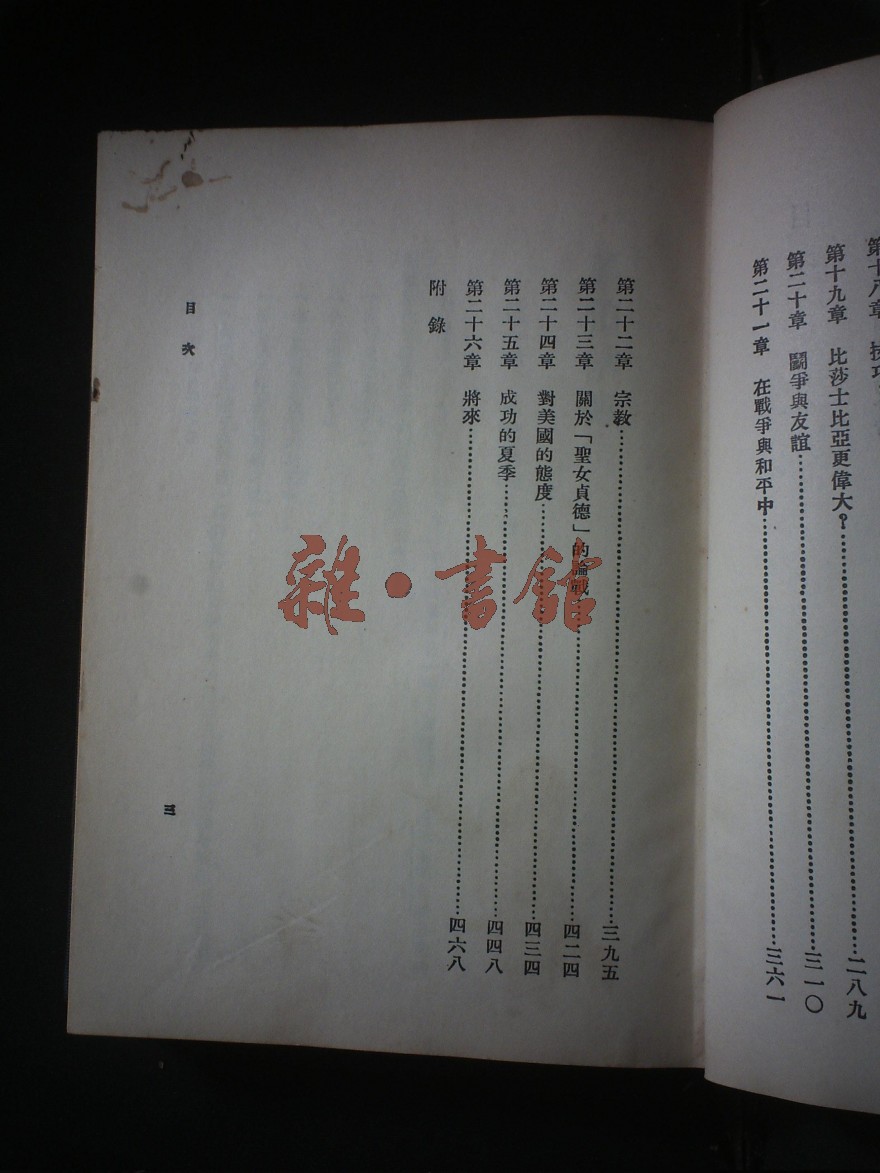 第十八章 技巧
第十九章 比莎士比亞更偉大？……二八九
第二十章 鬭爭與友誼……三一〇
第二十一章 在戰爭與和平中……三六一
第二十二章 宗教……三九五
第二十三章 關於「聖女貞德」的論戰……四二四
第二十四章 對美國的態度……四三四
第二十五章 成功的夏季……四四八
第二十六章 將來……四六八
附錄
目次
三
雜·書館